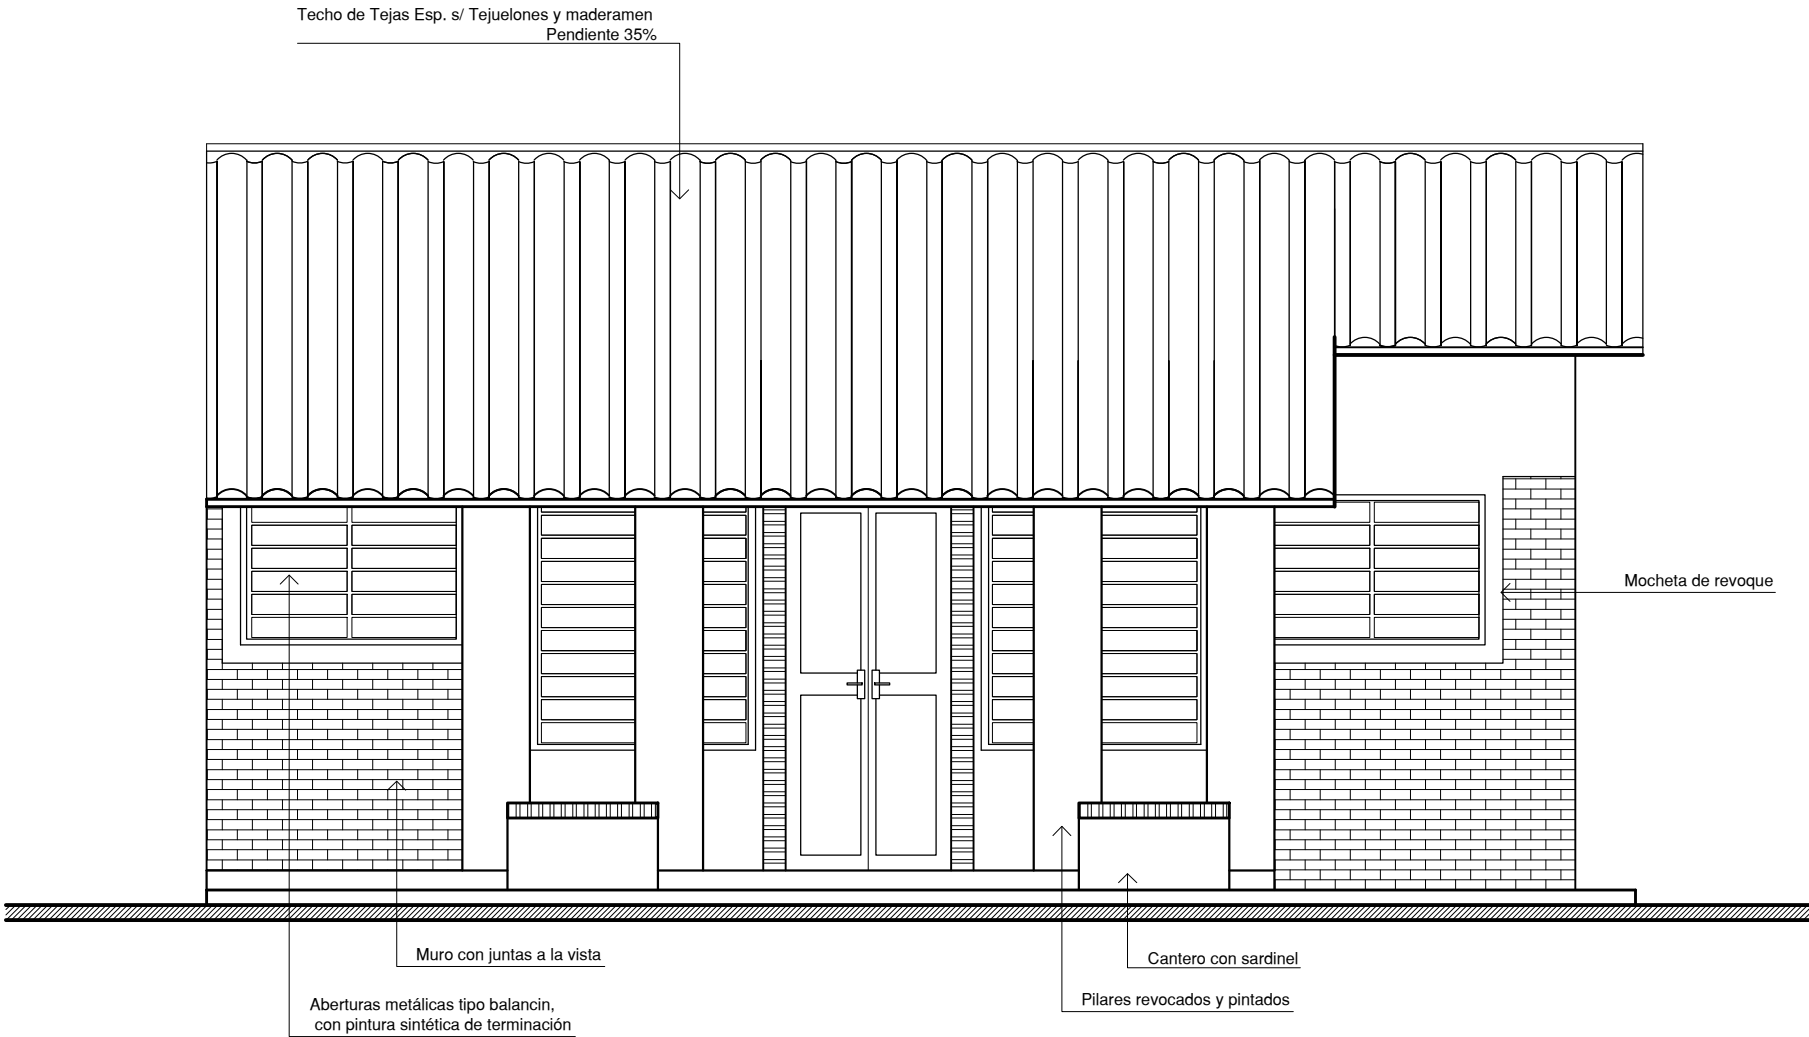 Techo de Tejas Esp. s/ Tejuelones y maderamen
Pendiente 35%
Mocheta de revoque
Muro con juntas a la vista
Cantero con sardinel
Pilares revocados y pintados
Aberturas metálicas tipo balancin,
con pintura sintética de terminación